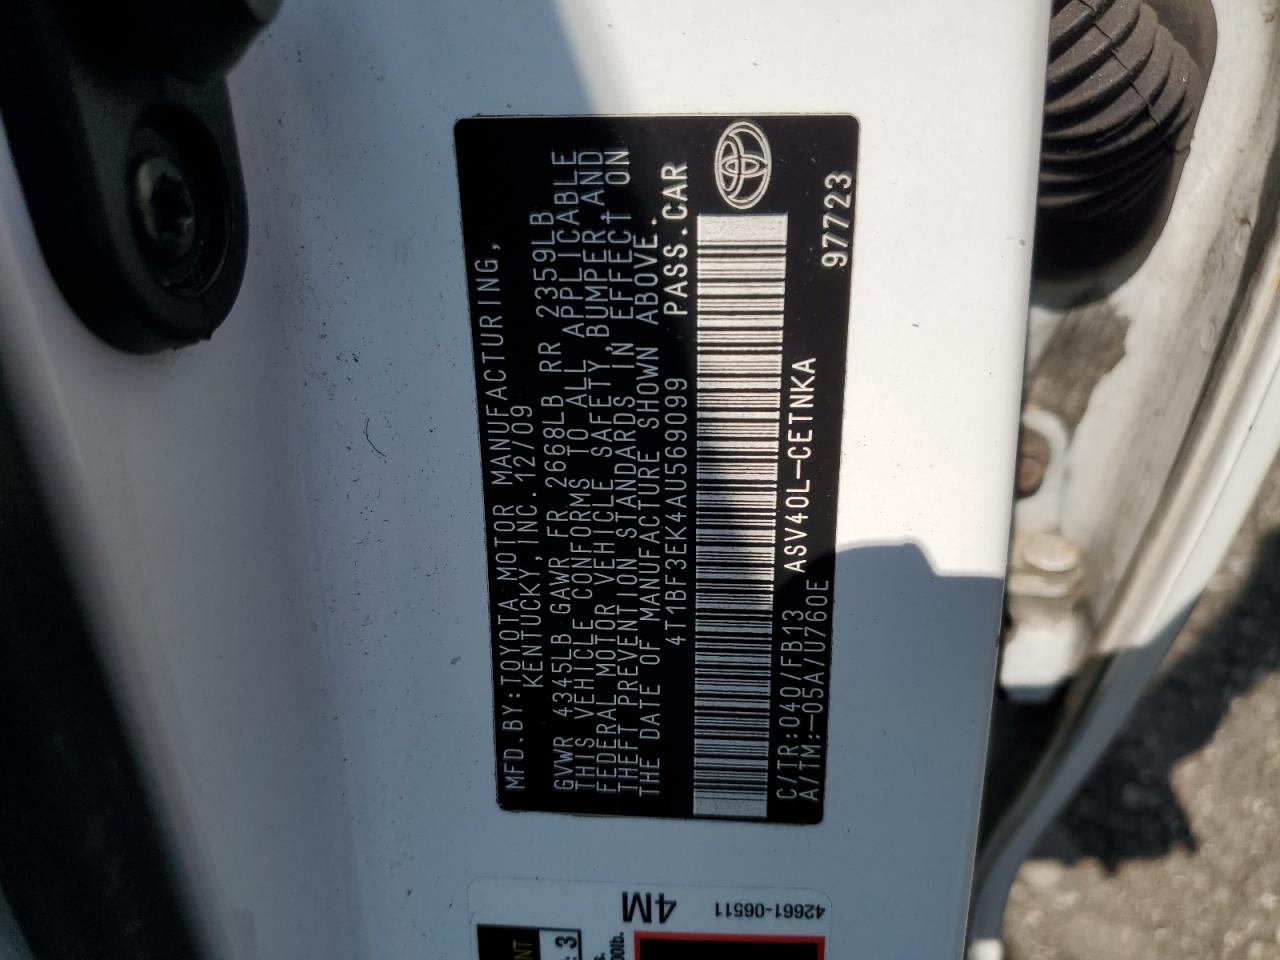 MFD.BY:TOYOTA MOTOR MANUFACTURING,
KENTUCKY, INC.12/09
GVWR 4345LB GAWR FR 2668LB RR 2359LB
THIS VEHICLE CONFORMS TO ALL APPLICABLE
FEDERAL MOTOR VEHICLE SAFETY,BUMPER,AND
THEFT PREVENTION STANDARDS IN EFFECT ON
THE DATE OF MANUFACTURE SHOWN ABOVE.
4T1BF3EK4AU569099 PASS.CAR
C/TR:040/FB13 ASV40L-CETNKA
A/TM:-05A/U760E 97723
4M
42661-06511
3